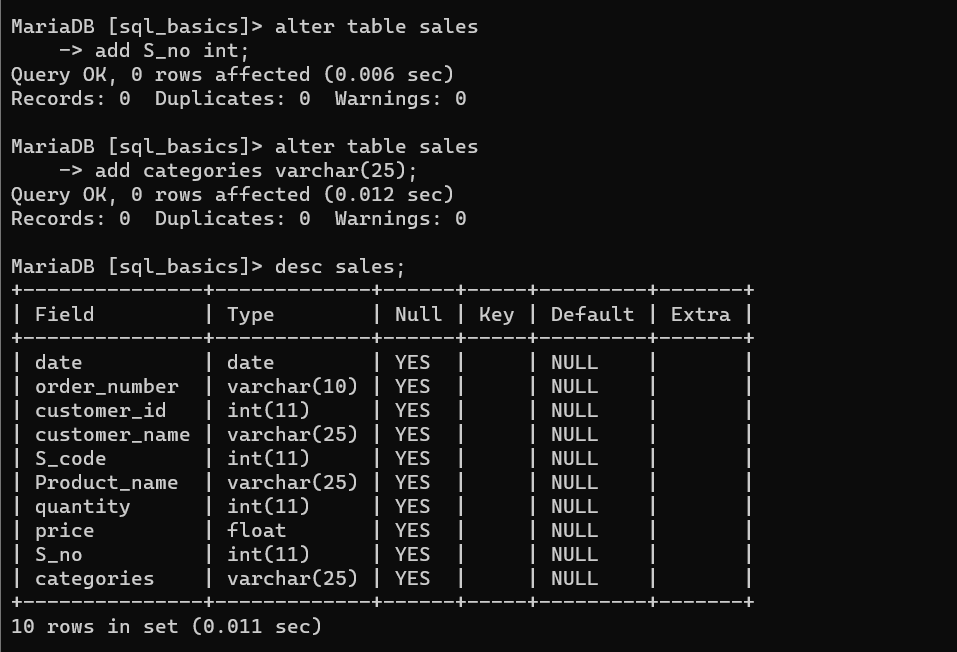 MariaDB [sql_basics]> alter table sales
    -> add S_no int;
Query OK, 0 rows affected (0.006 sec)
Records: 0  Duplicates: 0  Warnings: 0

MariaDB [sql_basics]> alter table sales
    -> add categories varchar(25);
Query OK, 0 rows affected (0.012 sec)
Records: 0  Duplicates: 0  Warnings: 0

MariaDB [sql_basics]> desc sales;
+---------------+-------------+------+-----+---------+-------+
| Field         | Type        | Null | Key | Default | Extra |
+---------------+-------------+------+-----+---------+-------+
| date          | date        | YES  |     | NULL    |       |
| order_number  | varchar(10) | YES  |     | NULL    |       |
| customer_id   | int(11)     | YES  |     | NULL    |       |
| customer_name | varchar(25) | YES  |     | NULL    |       |
| S_code        | int(11)     | YES  |     | NULL    |       |
| Product_name  | varchar(25) | YES  |     | NULL    |       |
| quantity      | int(11)     | YES  |     | NULL    |       |
| price         | float       | YES  |     | NULL    |       |
| S_no          | int(11)     | YES  |     | NULL    |       |
| categories    | varchar(25) | YES  |     | NULL    |       |
+---------------+-------------+------+-----+---------+-------+
10 rows in set (0.011 sec)